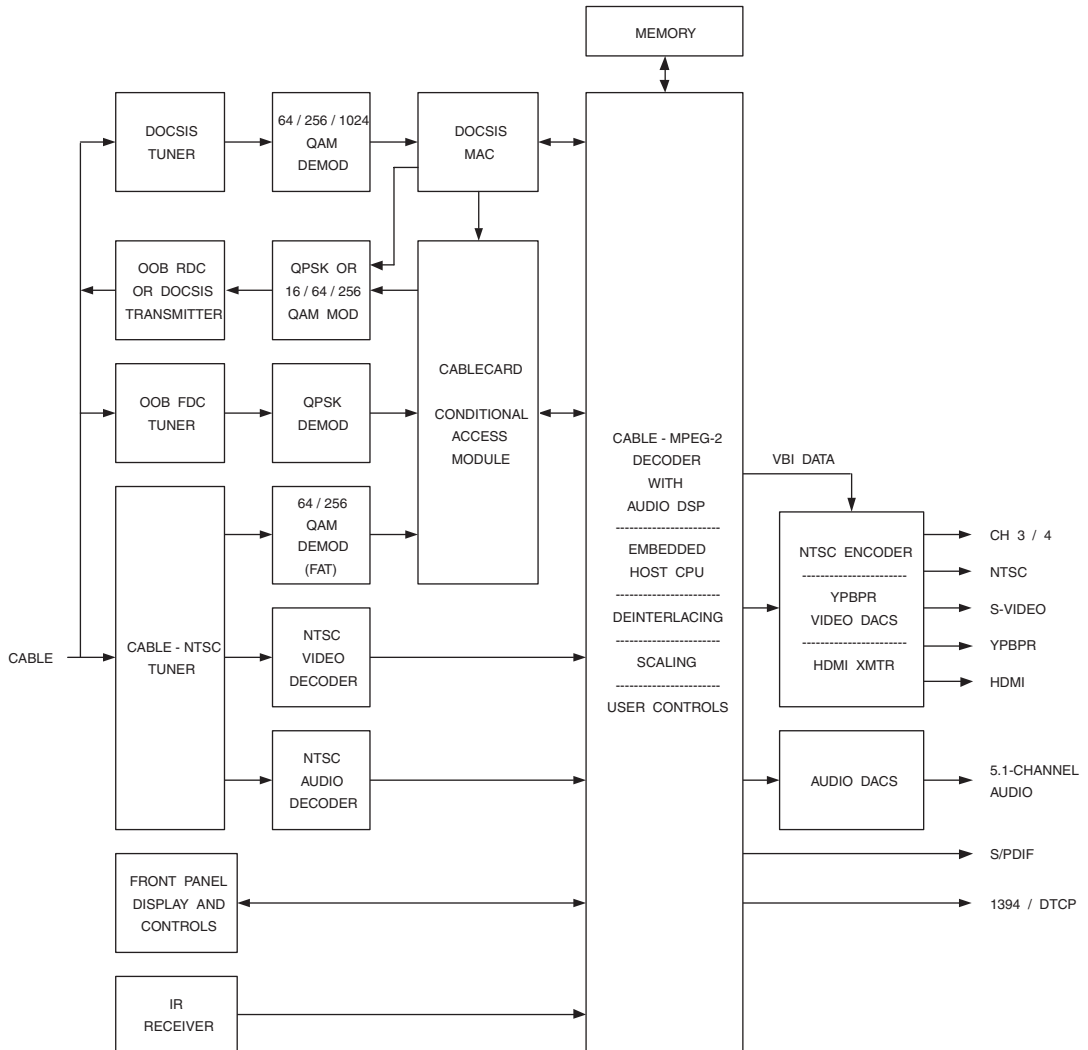 MEMORY
DOCSIS
TUNER
64 / 256 / 1024
QAM
DEMOD
DOCSIS
MAC
OOB RDC
OR DOCSIS
TRANSMITTER
QPSK OR
16 / 64 / 256
QAM MOD
CABLECARD
CONDITIONAL
ACCESS
MODULE
OOB FDC
TUNER
QPSK
DEMOD
64 / 256
QAM
DEMOD
(FAT)
CABLE
CABLE - NTSC
TUNER
NTSC
VIDEO
DECODER
NTSC
AUDIO
DECODER
FRONT PANEL
DISPLAY AND
CONTROLS
IR
RECEIVER
CABLE - MPEG-2
DECODER
WITH
AUDIO DSP
-----------------------
EMBEDDED
HOST CPU
-----------------------
DEINTERLACING
-----------------------
SCALING
-----------------------
USER CONTROLS
VBI DATA
NTSC ENCODER
-----------------------
YPBPR
VIDEO DACS
-----------------------
HDMI XMTR
CH 3 / 4
NTSC
S-VIDEO
YPBPR
HDMI
AUDIO DACS
5.1-CHANNEL
AUDIO
S/PDIF
1394 / DTCP